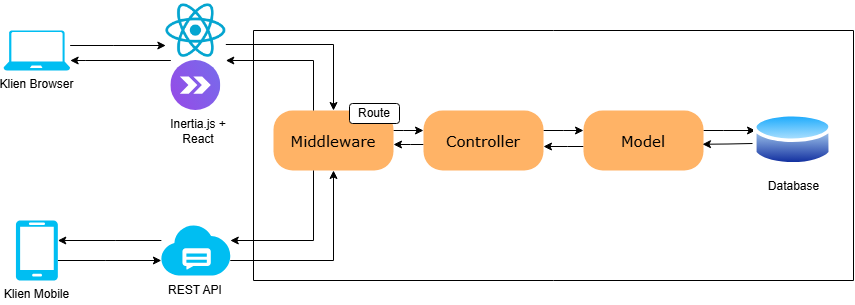 Klien Browser
Inertia.js +
React
Route
Middleware
Controller
Model
Database
Klien Mobile
REST API